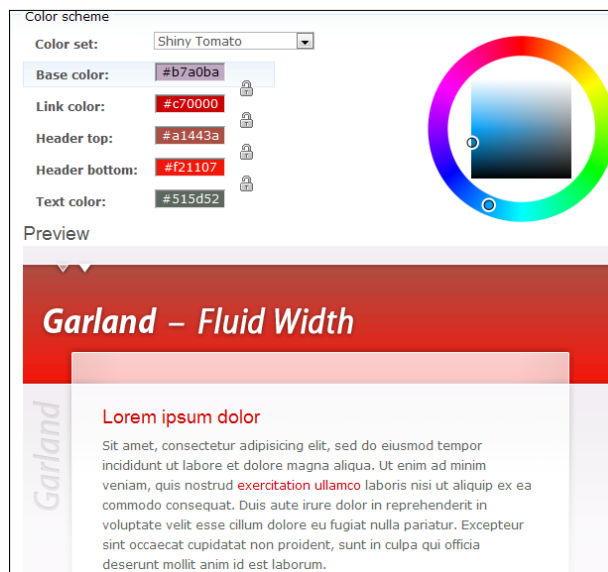 Color scheme
Color set: Shiny Tomato
Base color: #b7a0ba
Link color: #c70000
Header top: #a1443a
Header bottom: #f21107
Text color: #515d52
Preview
Garland – Fluid Width
Garland
Lorem ipsum dolor
Sit amet, consectetur adipisicing elit, sed do eiusmod tempor
incididunt ut labore et dolore magna aliqua. Ut enim ad minim
veniam, quis nostrud exercitation ullamco laboris nisi ut aliquip ex ea
commodo consequat. Duis aute irure dolor in reprehenderit in
voluptate velit esse cillum dolore eu fugiat nulla pariatur. Excepteur
sint occaecat cupidatat non proident, sunt in culpa qui officia
deserunt mollit anim id est laborum.